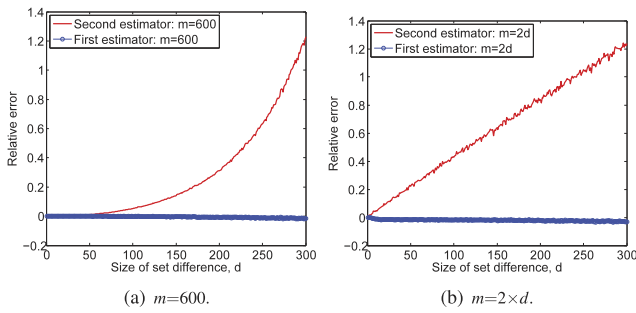 1.4
1.2
1
0.8
0.6
0.4
0.2
0
−0.2
Relative error
Second estimator: m=600
First estimator: m=600
0 50 100 150 200 250 300
Size of set difference, d
(a) m=600.
1.4
1.2
1
0.8
0.6
0.4
0.2
0
−0.2
Relative error
Second estimator: m=2d
First estimator: m=2d
0 50 100 150 200 250 300
Size of set difference, d
(b) m=2×d.